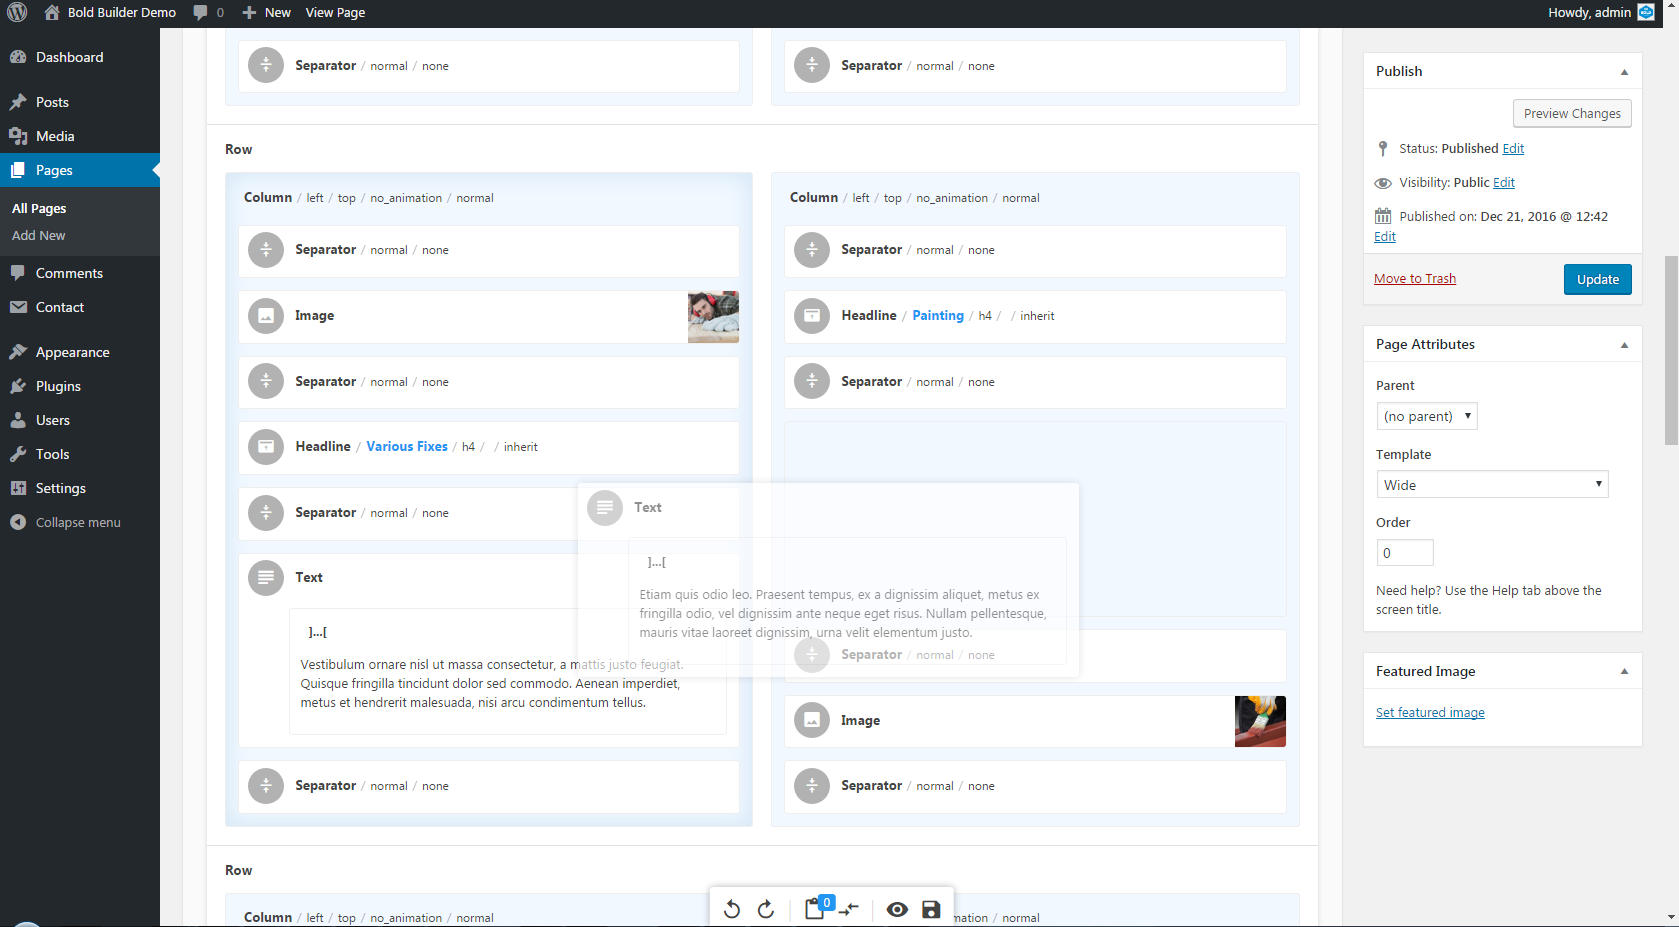 Bold Builder Demo 0 New View Page Howdy, admin
Dashboard
Posts
Media
Pages
All Pages
Add New
Comments
Contact
Appearance
Plugins
Users
Tools
Settings
Collapse menu
Separator / normal / none
Separator / normal / none
Row
Column / left / top / no_animation / normal
Separator / normal / none
Image
Separator / normal / none
Headline / Various Fixes / h4 / / inherit
Separator / normal / none
Text
]...[
Vestibulum ornare nisl ut massa consectetur, a mattis justo feugiat.
Quisque fringilla tincidunt dolor sed commodo. Aenean imperdiet,
metus et hendrerit malesuada, nisi arcu condimentum tellus.
Separator / normal / none
Column / left / top / no_animation / normal
Separator / normal / none
Headline / Painting / h4 / / inherit
Separator / normal / none
Text
]...[
Etiam quis odio leo. Praesent tempus, ex a dignissim aliquet, metus ex
fringilla odio, vel dignissim ante neque eget risus. Nullam pellentesque,
mauris vitae laoreet dignissim, urna velit elementum justo.
Separator / normal / none
Image
Separator / normal / none
Row
Column / left / top / no_animation / normal
mation / normal
0
Publish
Preview Changes
Status: Published Edit
Visibility: Public Edit
Published on: Dec 21, 2016 @ 12:42
Edit
Move to Trash
Update
Page Attributes
Parent
(no parent)
Template
Wide
Order
0
Need help? Use the Help tab above the
screen title.
Featured Image
Set featured image